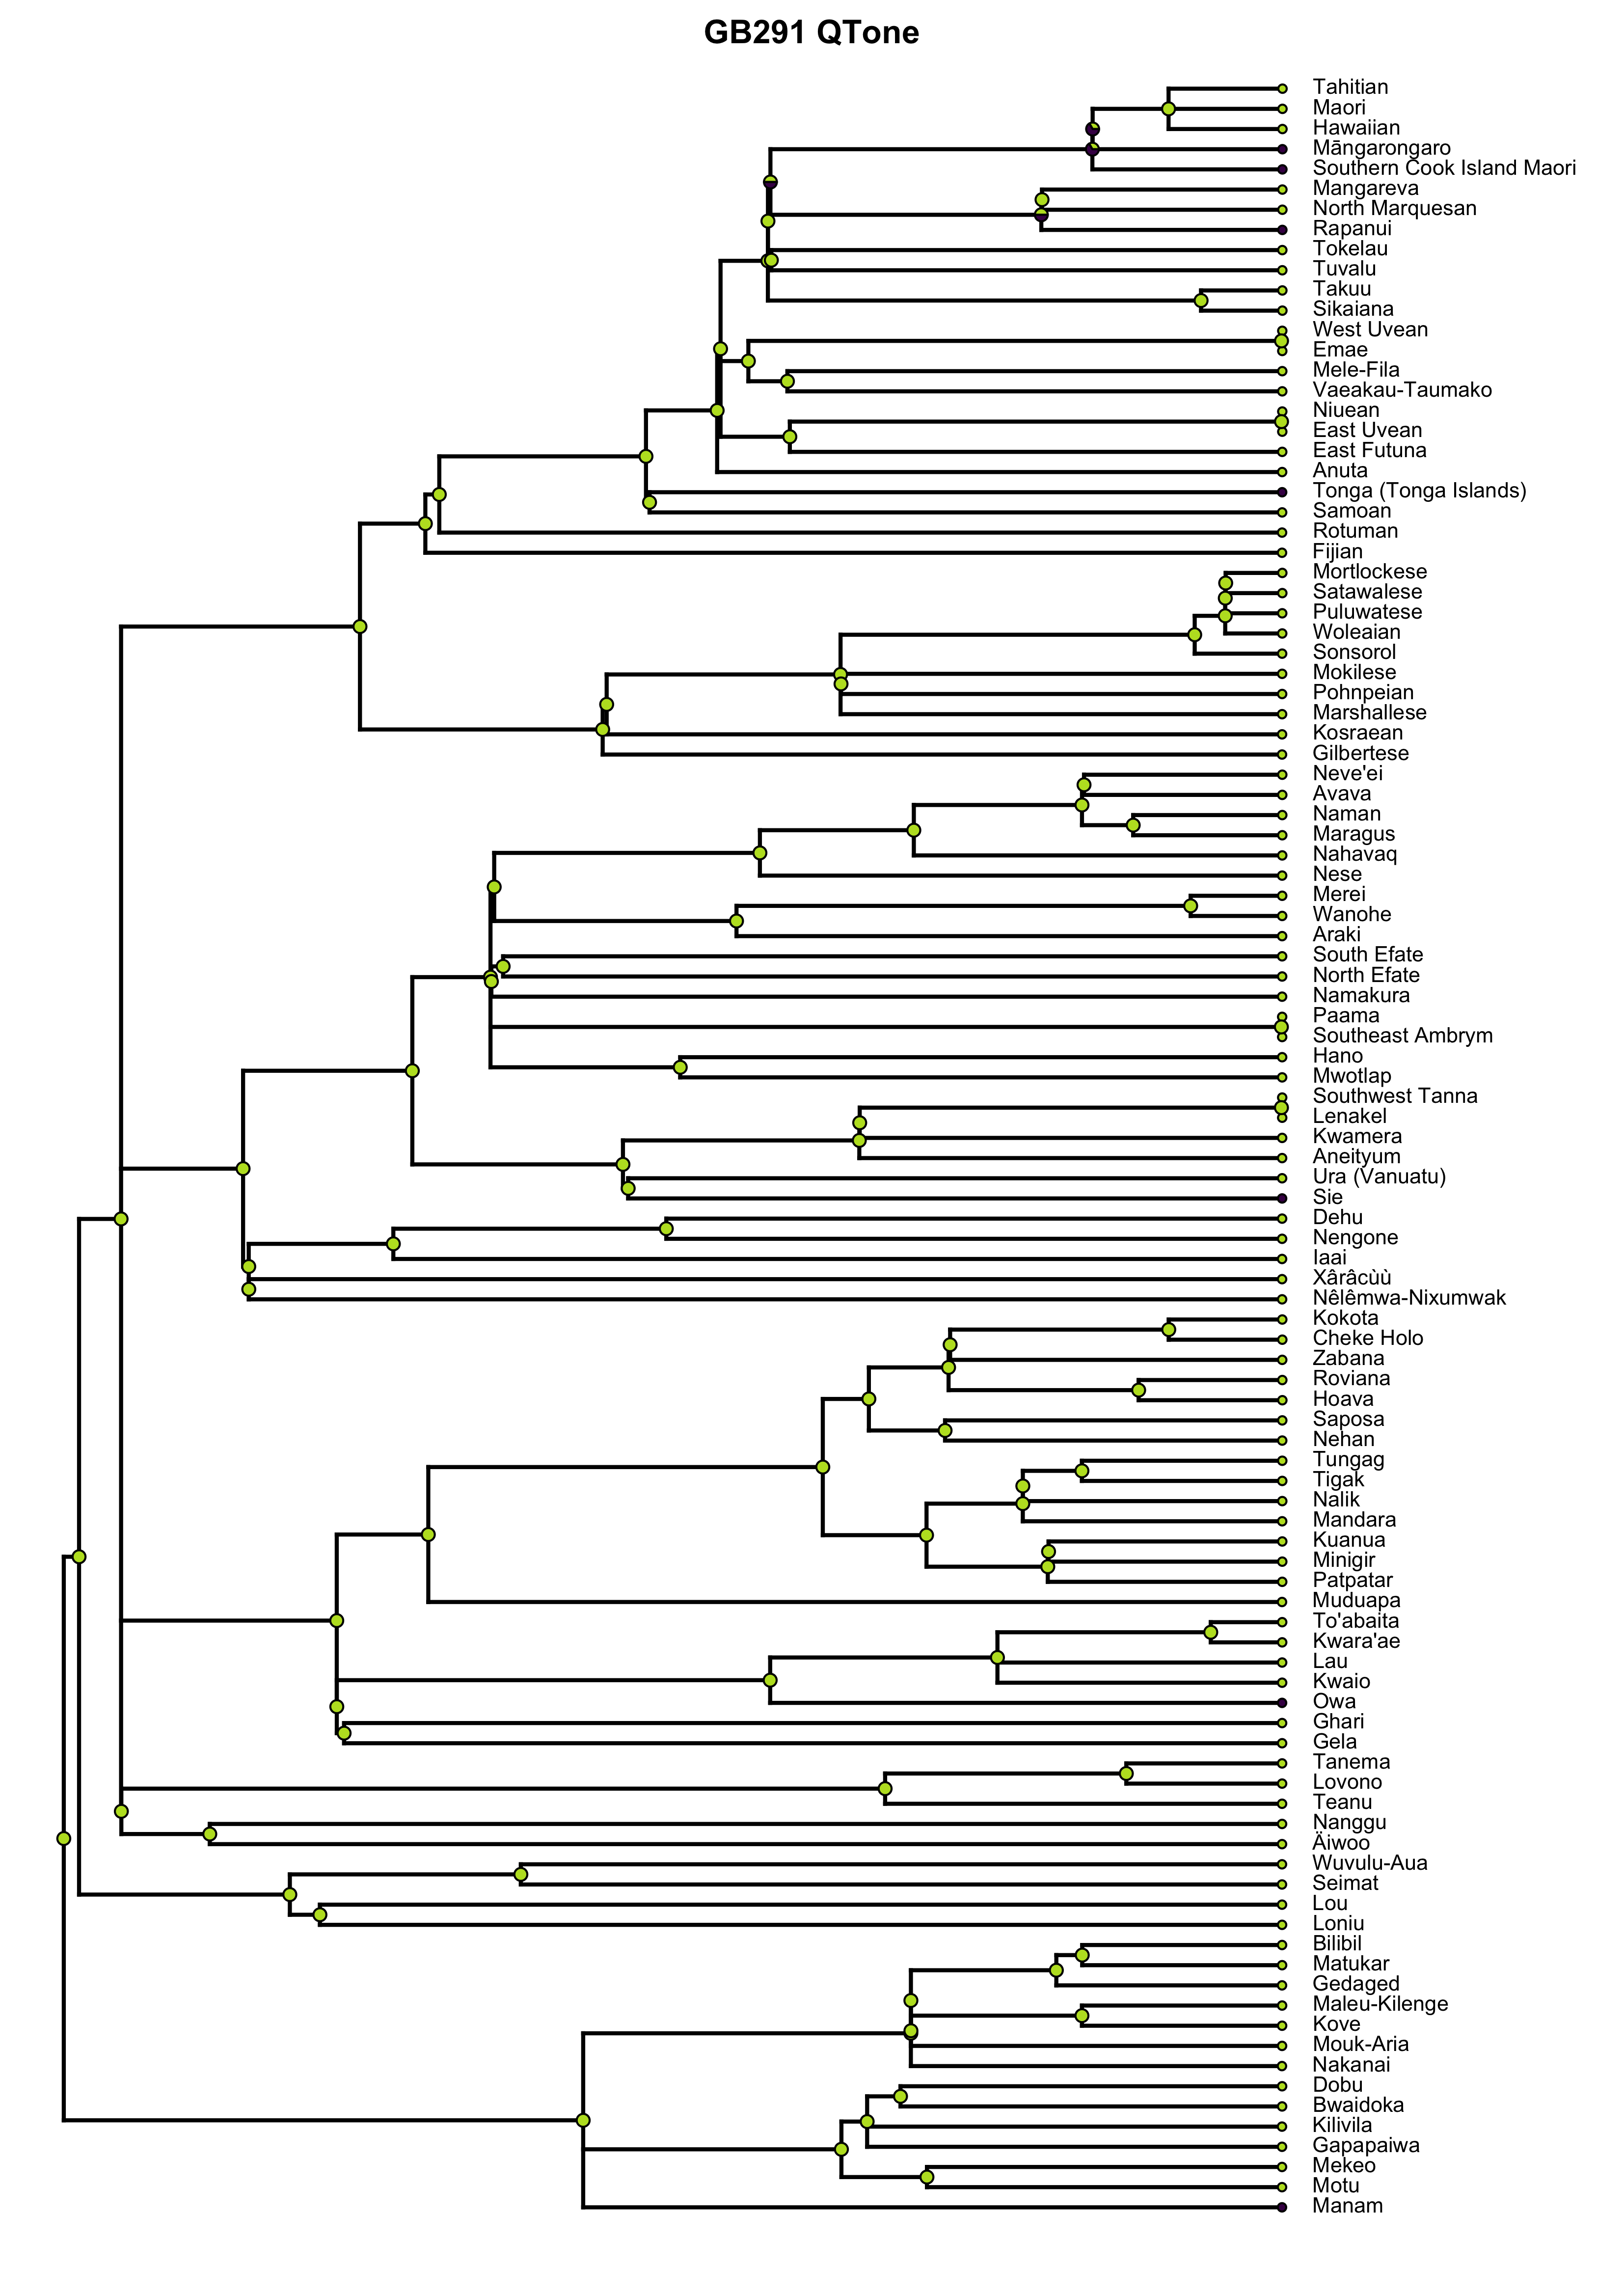 GB291 QTone
Tahitian
Maori
Hawaiian
Māngarongaro
Southern Cook Island Maori
Mangareva
North Marquesan
Rapanui
Tokelau
Tuvalu
Takuu
Sikaiana
West Uvean
Emae
Mele-Fila
Vaeakau-Taumako
Niuean
East Uvean
East Futuna
Anuta
Tonga (Tonga Islands)
Samoan
Rotuman
Fijian
Mortlockese
Satawalese
Puluwatese
Woleaian
Sonsorol
Mokilese
Pohnpeian
Marshallese
Kosraean
Gilbertese
Neve'ei
Avava
Naman
Maragus
Nahavaq
Nese
Merei
Wanohe
Araki
South Efate
North Efate
Namakura
Paama
Southeast Ambrym
Hano
Mwotlap
Southwest Tanna
Lenakel
Kwamera
Aneityum
Ura (Vanuatu)
Sie
Dehu
Nengone
Iaai
Xârâcùù
Nêlêmwa-Nixumwak
Kokota
Cheke Holo
Zabana
Roviana
Hoava
Saposa
Nehan
Tungag
Tigak
Nalik
Mandara
Kuanua
Minigir
Patpatar
Muduapa
To'abaita
Kwara'ae
Lau
Kwaio
Owa
Ghari
Gela
Tanema
Lovono
Teanu
Nanggu
Äiwoo
Wuvulu-Aua
Seimat
Lou
Loniu
Bilibil
Matukar
Gedaged
Maleu-Kilenge
Kove
Mouk-Aria
Nakanai
Dobu
Bwaidoka
Kilivila
Gapapaiwa
Mekeo
Motu
Manam